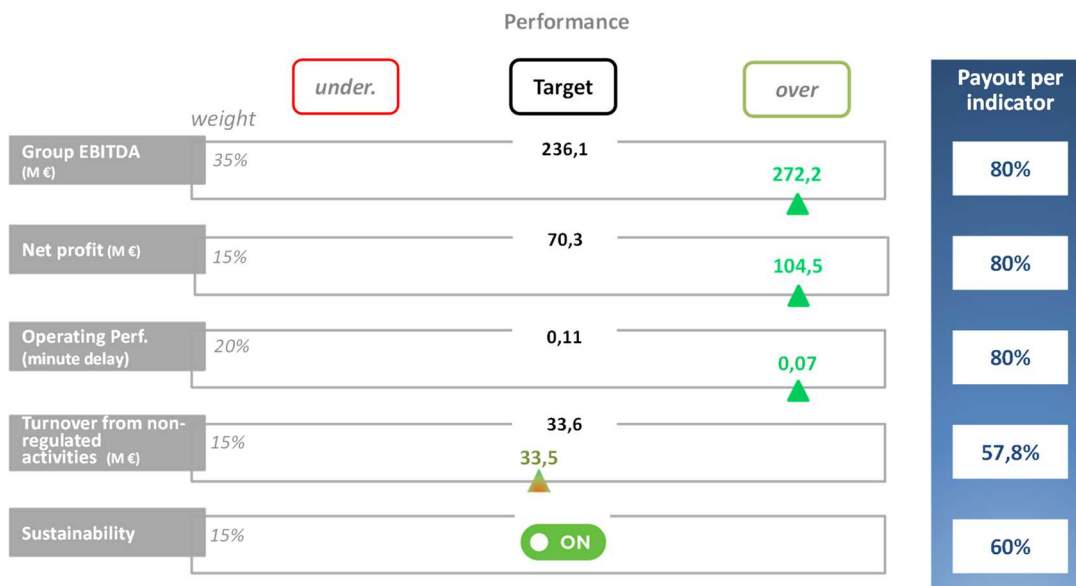 Performance
under.
Target
over
Payout per
indicator
weight
Group EBITDA
(M €)
35%
236,1
272,2
80%
Net profit (M €)
15%
70,3
104,5
80%
Operating Perf.
(minute delay)
20%
0,11
0,07
80%
Turnover from non-
regulated
activities (M €)
15%
33,6
33,5
57,8%
Sustainability
15%
ON
60%